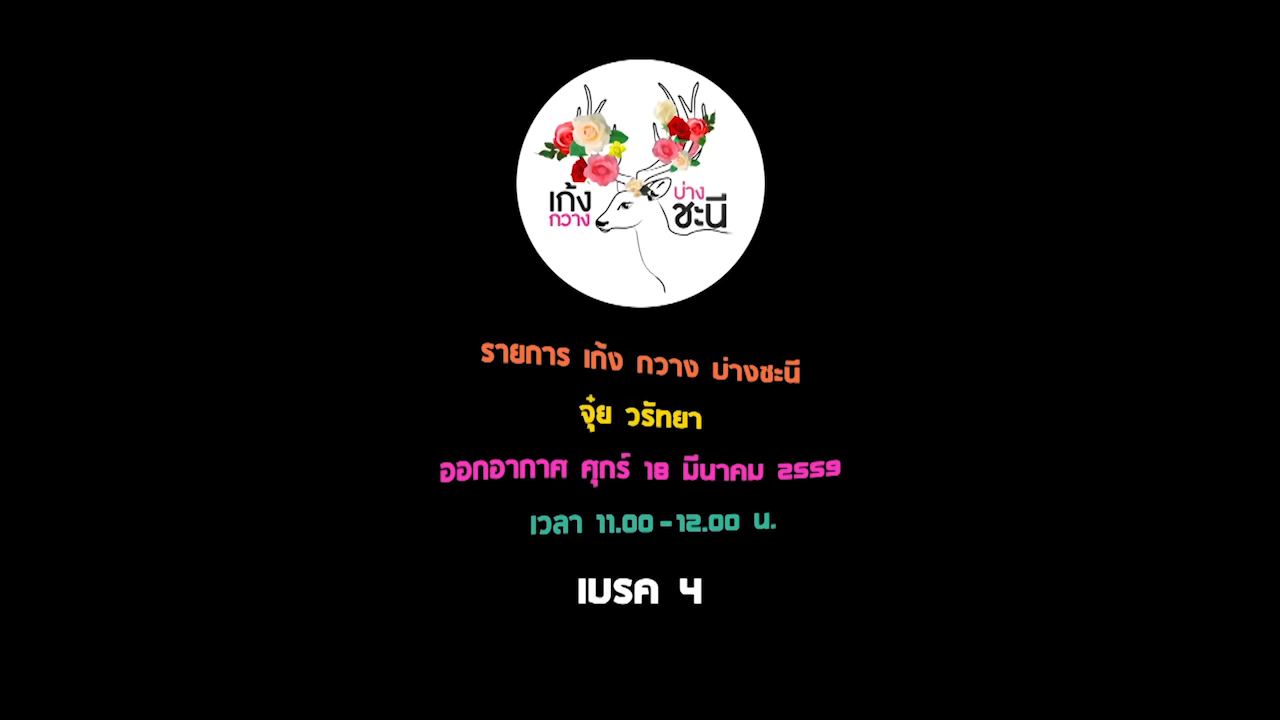 เก้ง
กวาง
บ่าง
ชะนี
รายการ เก้ง กวาง บ่างชะนี
จุ๋ย วรัทยา
ออกอากาศ ศุกร์ 18 มีนาคม 2559
เวลา 11.00 - 12.00 น.
เบรค 4